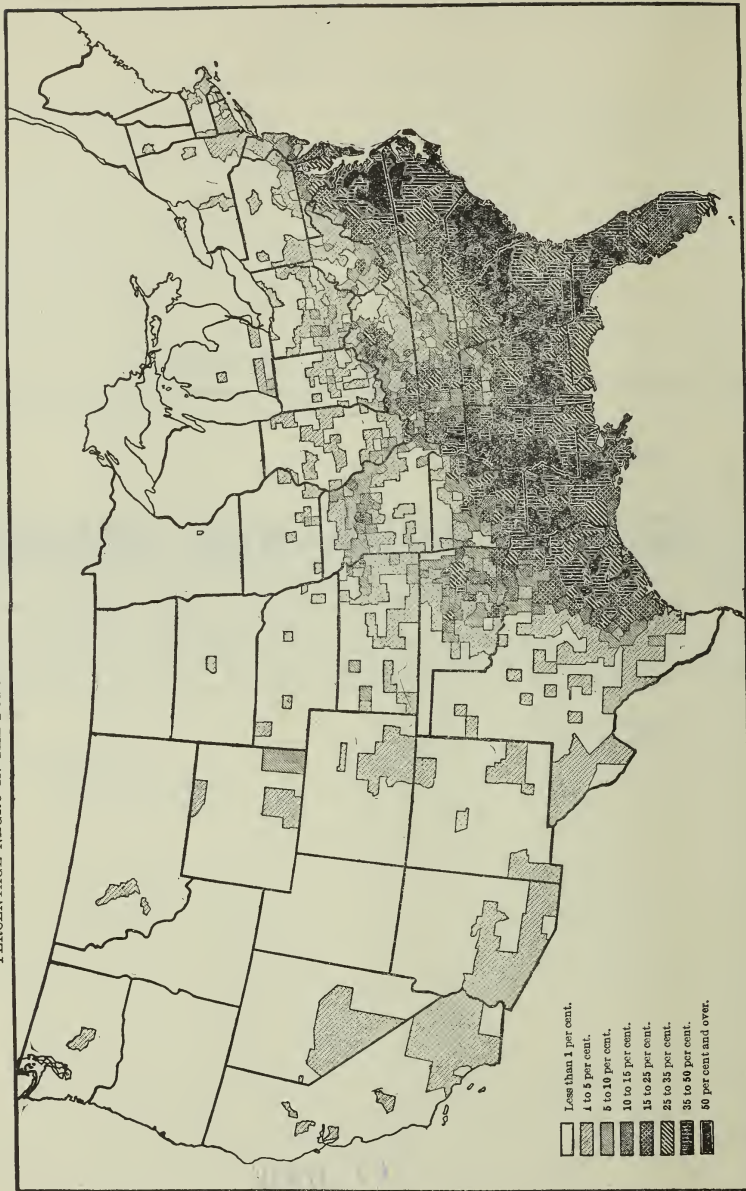 Less than 1 per cent.
1 to 5 per cent.
5 to 10 per cent.
10 to 15 per cent.
15 to 25 per cent.
25 to 35 per cent.
35 to 50 per cent.
50 per cent and over.